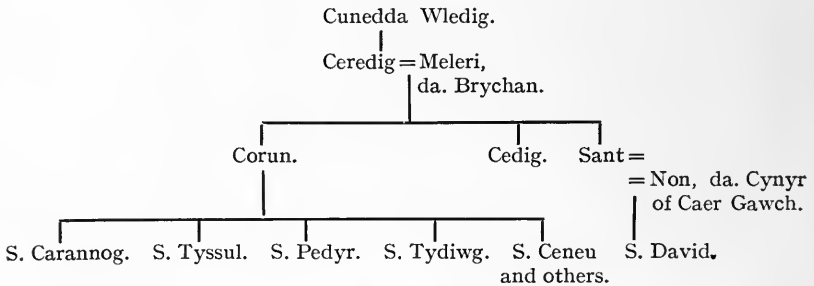 Cunedda Wledig.
Ceredig = Meleri,
da. Brychan.
Corun. Cedig. Sant =
= Non, da. Cynyr
of Caer Gawch.
S. Carannog. S. Tyssul. S. Pedyr. S. Tydiwg. S. Ceneu S. David.
and others.